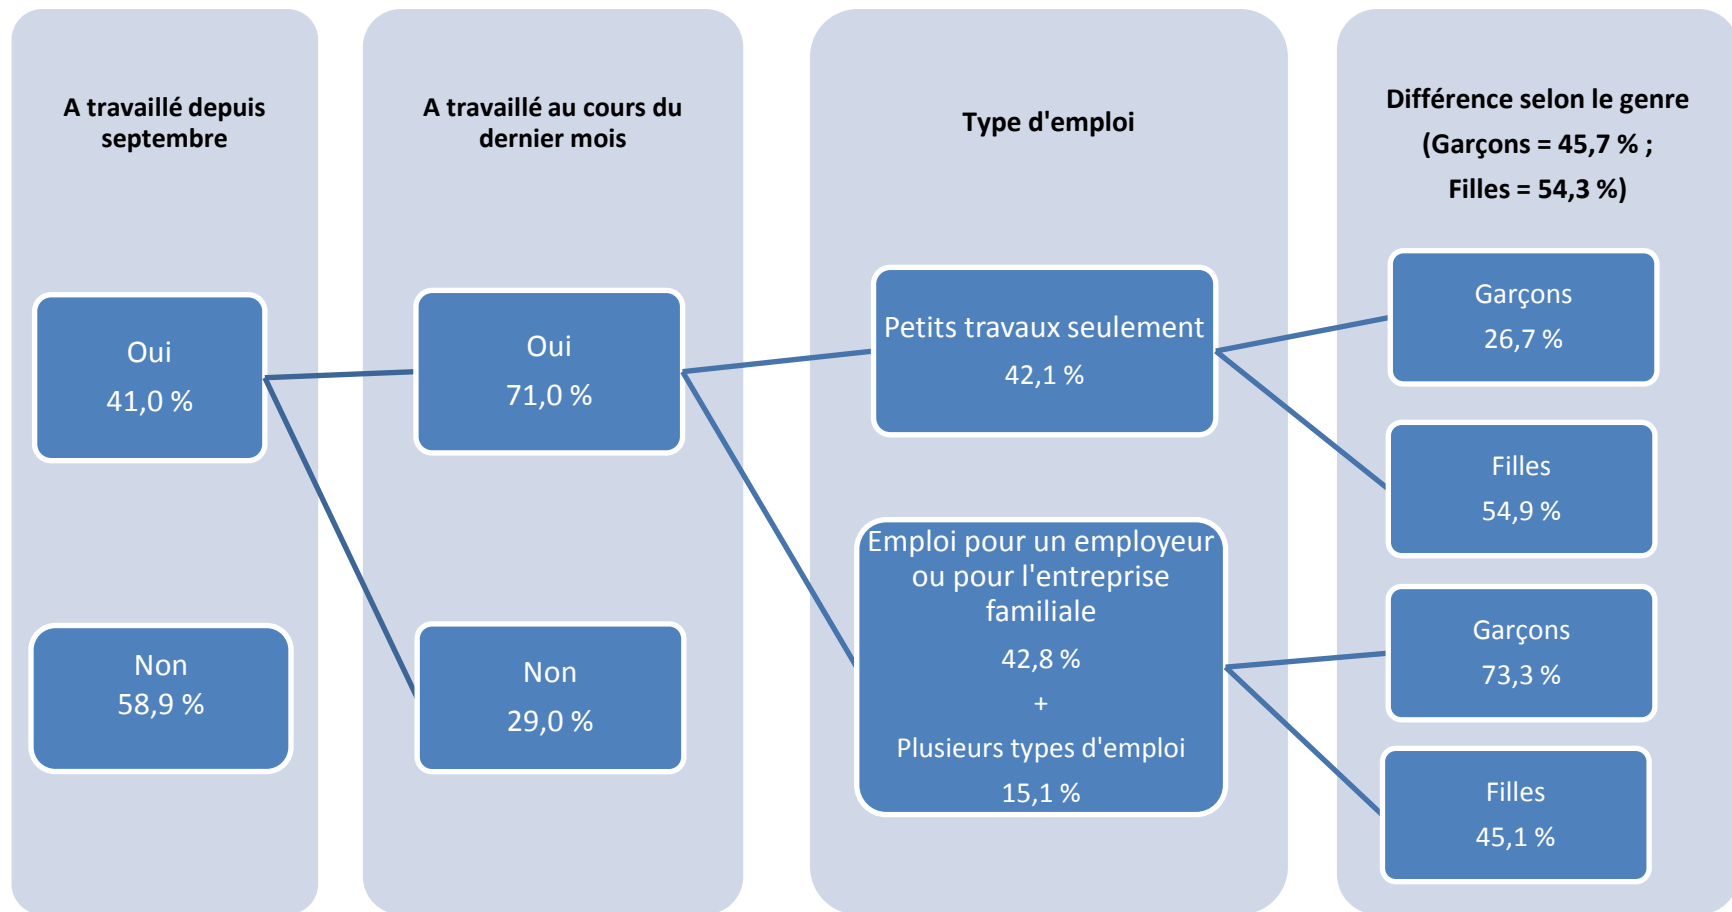 A travaillé depuis
septembre
Oui
41,0 %
Non
58,9 %
A travaillé au cours du
dernier mois
Oui
71,0 %
Non
29,0 %
Type d'emploi
Petits travaux seulement
42,1 %
Emploi pour un employeur
ou pour l'entreprise
familiale
42,8 %
+
Plusieurs types d'emploi
15,1 %
Différence selon le genre
(Garçons = 45,7 % ;
Filles = 54,3 %)
Garçons
26,7 %
Filles
54,9 %
Garçons
73,3 %
Filles
45,1 %